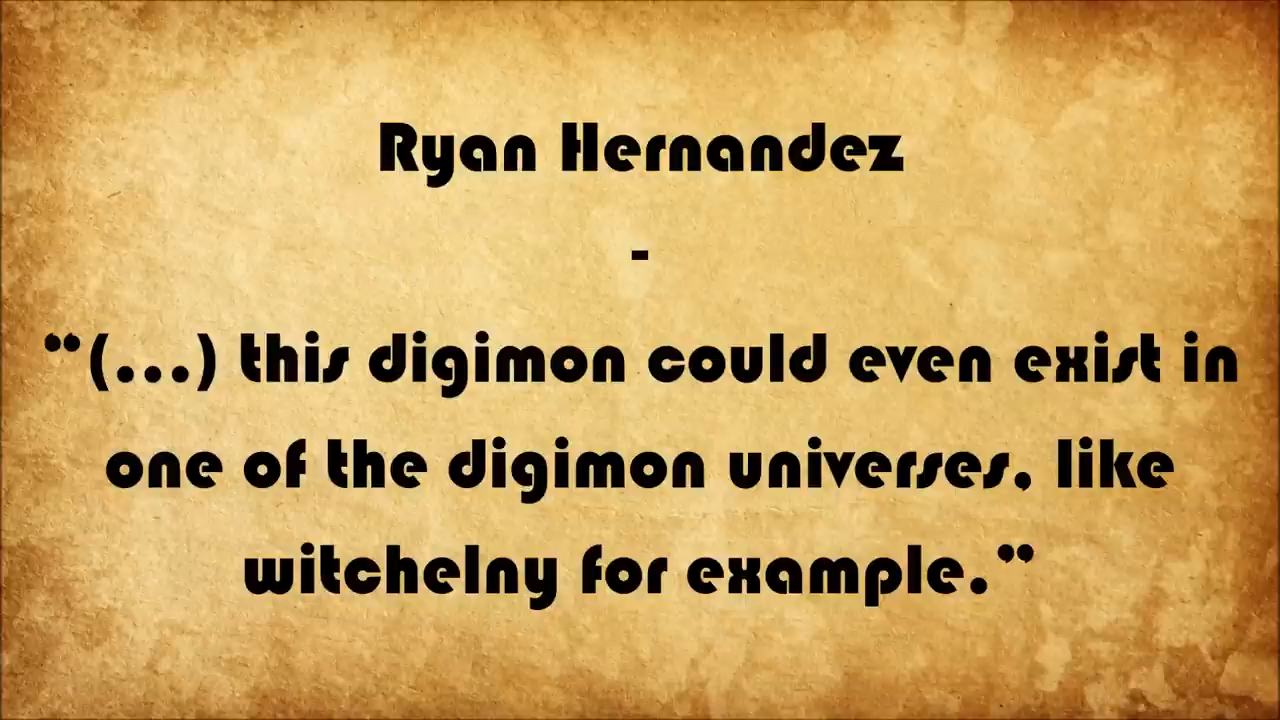 Ryan Hernandez
-
“(...) this digimon could even exist in
one of the digimon universes, like
witchelny for example.”